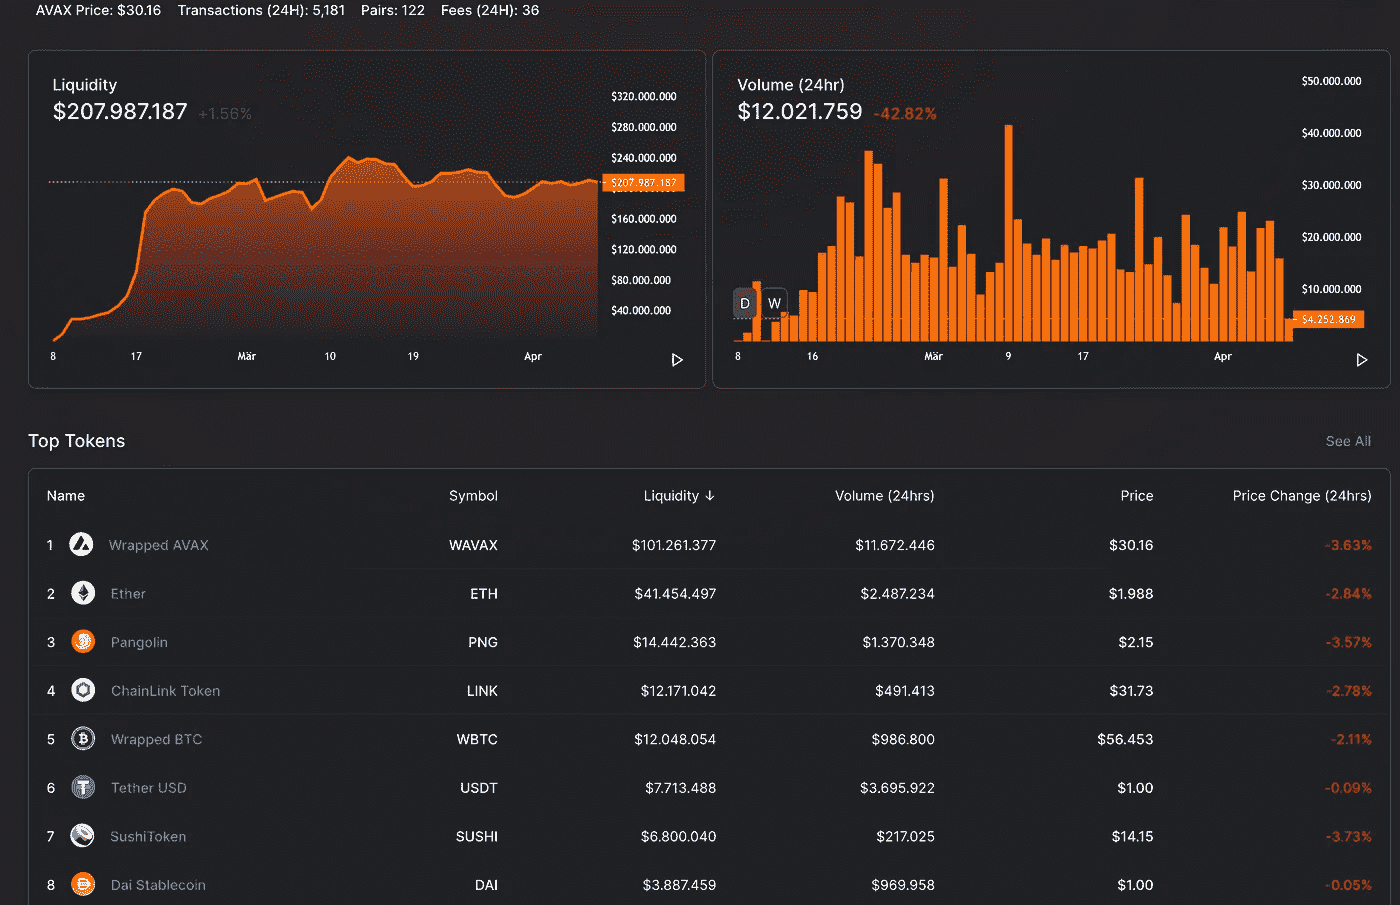 AVAX Price: $30.16 Transactions (24H): 5,181 Pairs: 122 Fees (24H): 36
Liquidity
$207.987.187 +1.56%
$320.000.000
$280.000.000
$240.000.000
$207.987.187
$160.000.000
$120.000.000
$80.000.000
$40.000.000
8 17 Mär 10 19 Apr
Volume (24hr)
$12.021.759 -42.82%
$50.000.000
$40.000.000
$30.000.000
$20.000.000
$10.000.000
$4.252.869
D W
8 16 Mär 9 17 Apr
Top Tokens See All
Name Symbol Liquidity ↓ Volume (24hrs) Price Price Change (24hrs)
1 Wrapped AVAX WAVAX $101.261.377 $11.672.446 $30.16 -3.63%
2 Ether ETH $41.454.497 $2.487.234 $1.988 -2.84%
3 Pangolin PNG $14.442.363 $1.370.348 $2.15 -3.57%
4 ChainLink Token LINK $12.171.042 $491.413 $31.73 -2.78%
5 Wrapped BTC WBTC $12.048.054 $986.800 $56.453 -2.11%
6 Tether USD USDT $7.713.488 $3.695.922 $1.00 -0.09%
7 SushiToken SUSHI $6.800.040 $217.025 $14.15 -3.73%
8 Dai Stablecoin DAI $3.887.459 $969.958 $1.00 -0.05%